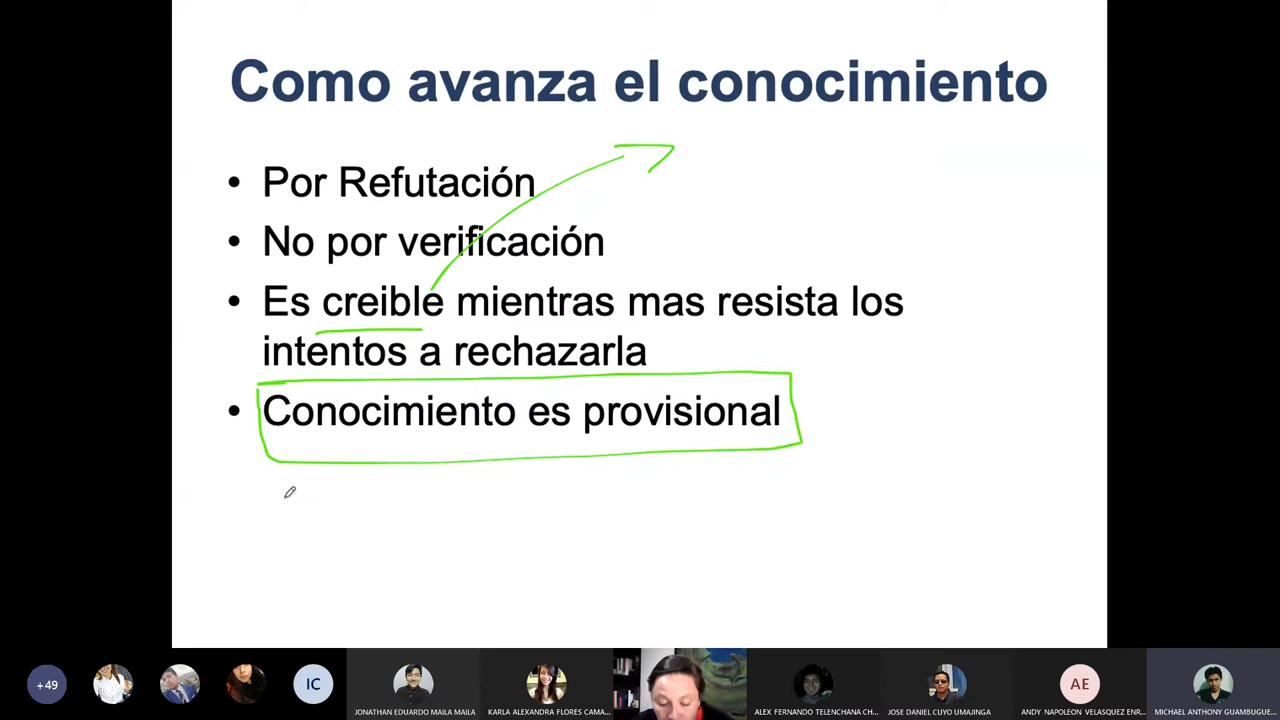 Como avanza el conocimiento
• Por Refutación
• No por verificación
• Es creible mientras mas resista los
intentos a rechazarla
• Conocimiento es provisional
+49
IC
JONATHAN EDUARDO MAILA MAILA
KARLA ALEXANDRA FLORES CAMA...
ALEX FERNANDO TELENCHANA CH...
JOSE DANIEL CUYO UMAJINGA
AE
ANDY NAPOLEON VELASQUEZ ENR...
MICHAEL ANTHONY GUAMBUGUE...